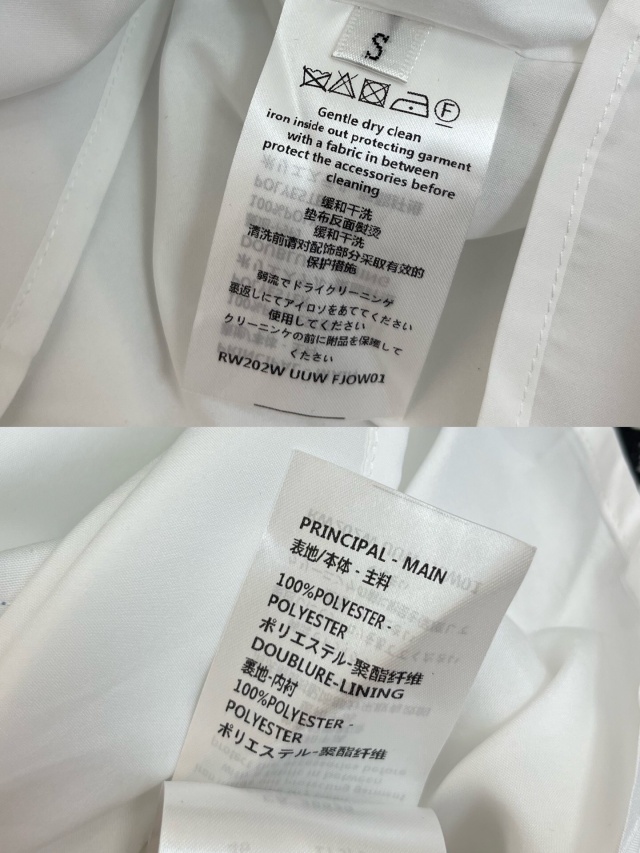 S
F
Gentle dry clean
iron inside out protecting garment
with a fabric in between
protect the accessories before
cleaning
缓和干洗
垫布反面熨烫
缓和干洗
清洗前请对配饰部分采取有效的
保护措施
弱流でドライクリーニンゲ
裏返しにてアイロソをあててください
使用してください
クリーニンケの前に附品を保護して
ください
RW202W UUW FJOW01
PRINCIPAL - MAIN
表地/本体 - 主料
100%POLYESTER -
POLYESTER
ポリエステル-聚酯纤维
DOUBLURE-LINING
裏地-内衬
100%POLYESTER -
POLYESTER
ポリエステル-聚酯纤维